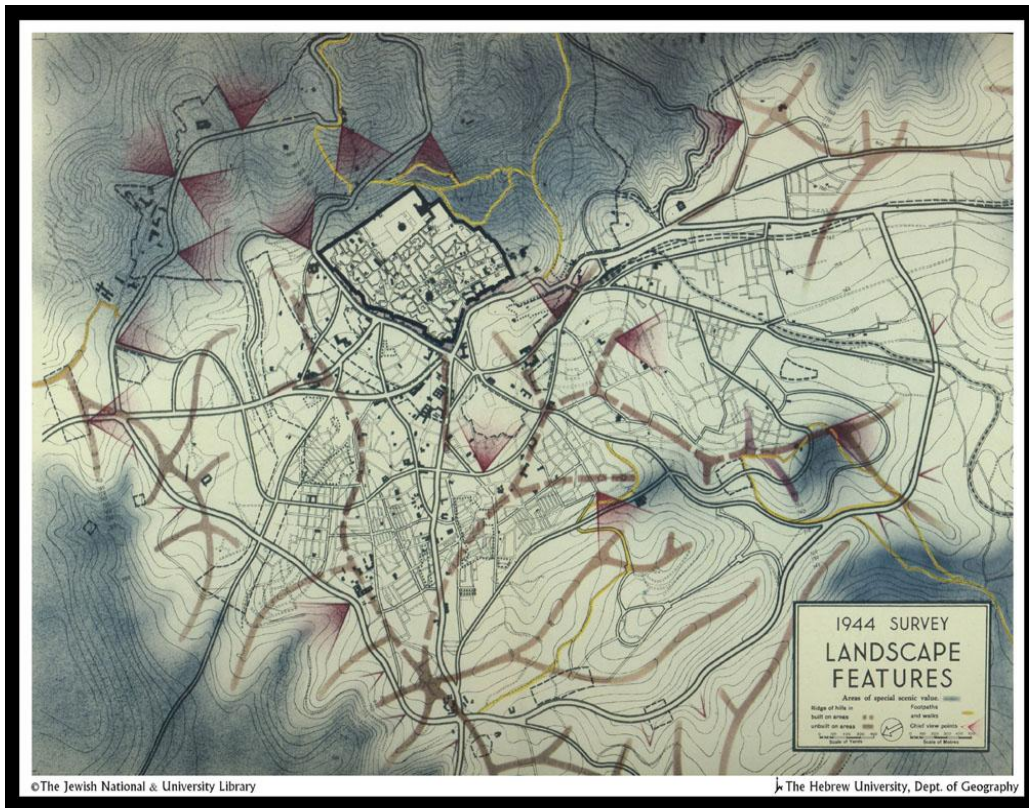 1944 SURVEY
LANDSCAPE
FEATURES
Areas of special scenic value.
Ridge of hills in
built on areas
unbuilt on areas
Scale of Yards
Footpaths
and walks
Chief view points
Scale of Metres
©The Jewish National & University Library
The Hebrew University, Dept. of Geography